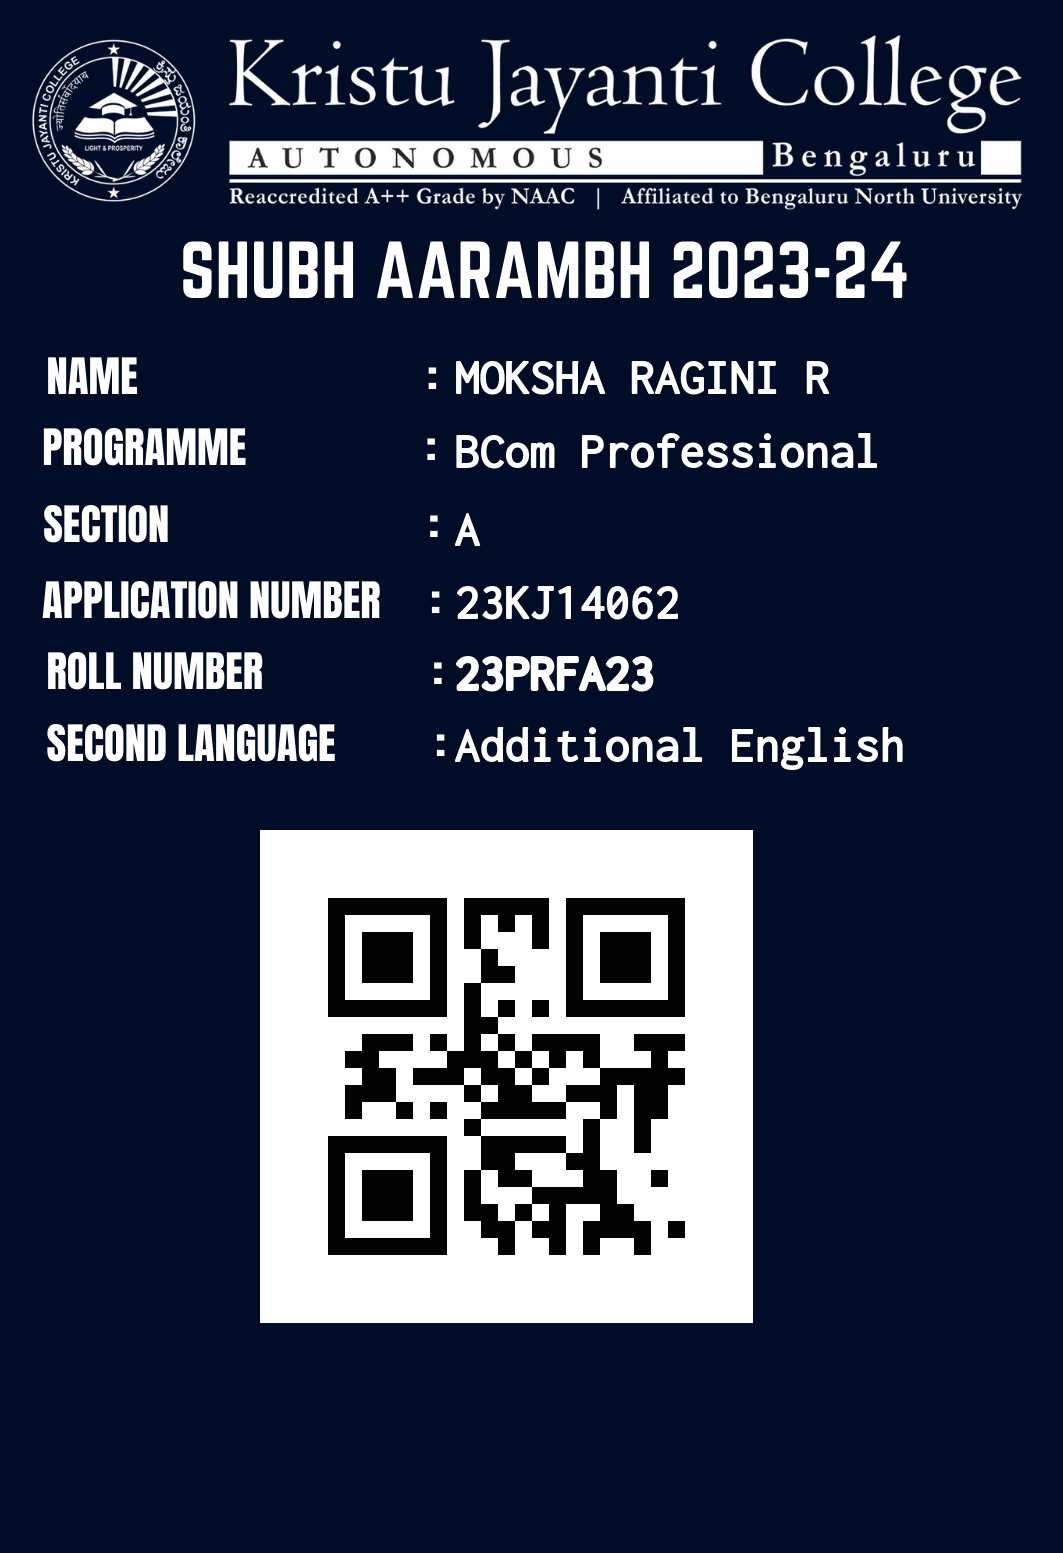 Kristu Jayanti College
AUTONOMOUS Bengaluru
Reaccredited A++ Grade by NAAC | Affiliated to Bengaluru North University
KRISTU JAYANTI COLLEGE
LIGHT & PROSPERITY
SHUBH AARAMBH 2023-24
NAME : MOKSHA RAGINI R
PROGRAMME : BCom Professional
SECTION : A
APPLICATION NUMBER : 23KJ14062
ROLL NUMBER : 23PRFA23
SECOND LANGUAGE : Additional English